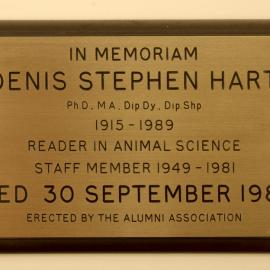 IN MEMORIAM
DENIS STEPHEN HART
Ph D., M.A., Dip.Dy., Dip Shp
1915 - 1989
READER IN ANIMAL SCIENCE
STAFF MEMBER 1949 - 1981
ED 30 SEPTEMBER 198
ERECTED BY THE ALUMNI ASSOCIATION